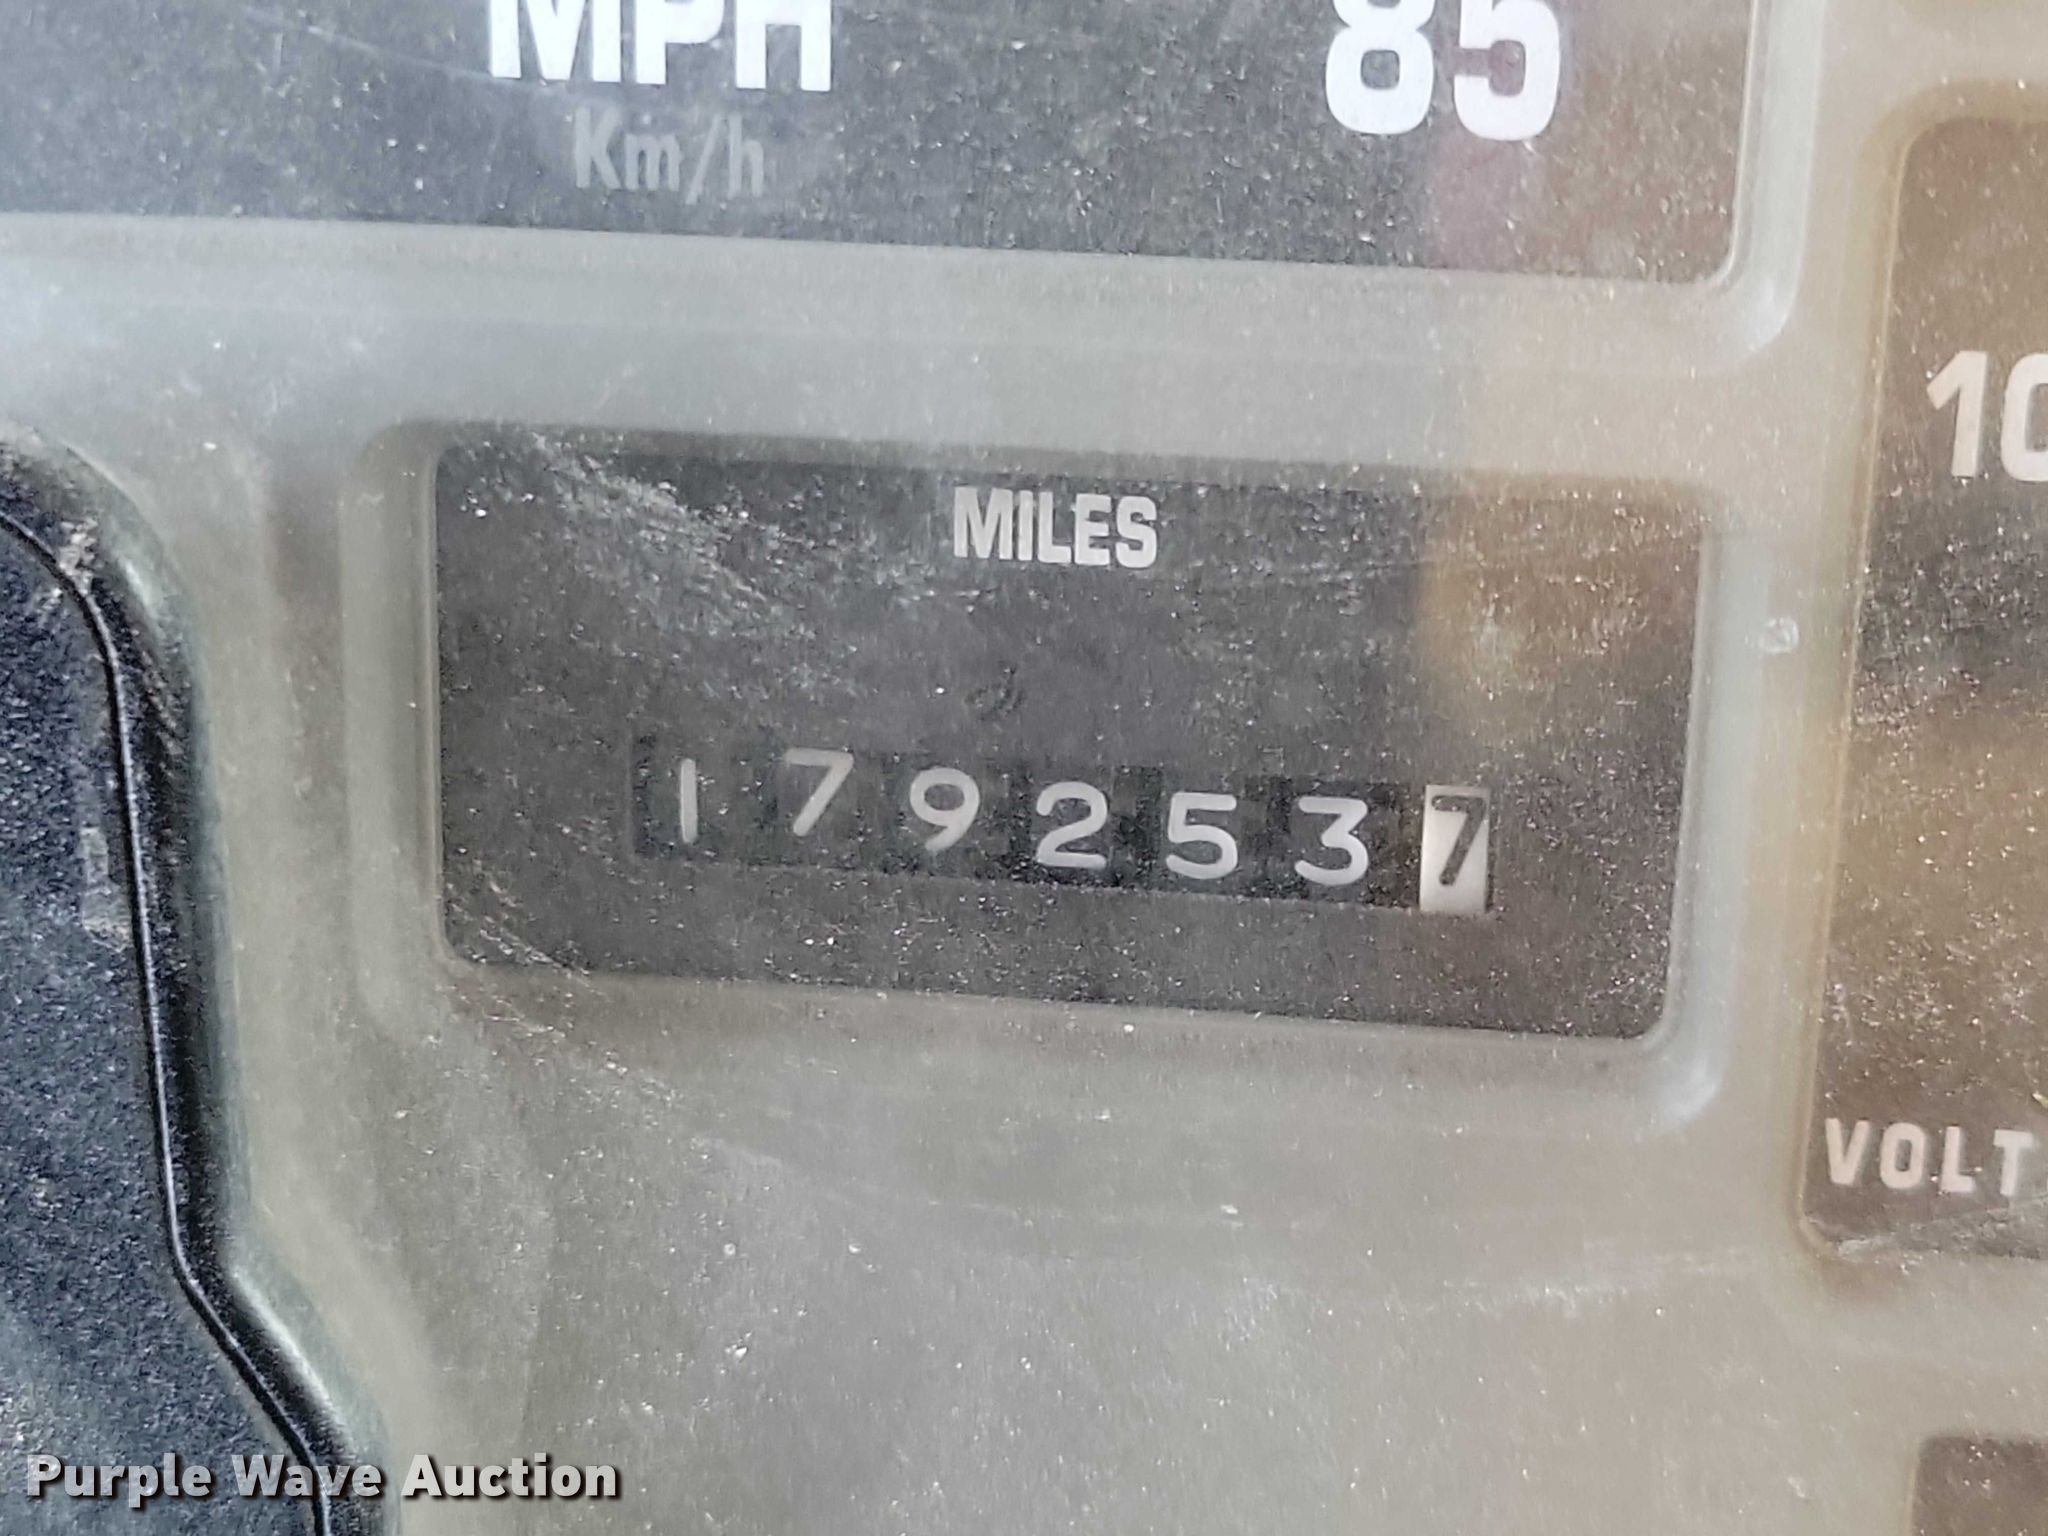 MPH 85
Km/h
10
MILES
1792537
VOLT
Purple Wave Auction